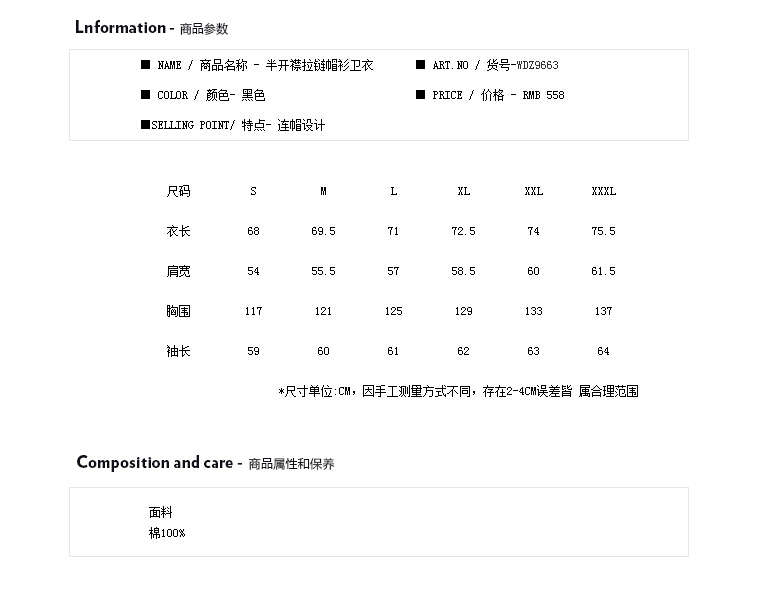 Lnformation - 商品参数
■ NAME / 商品名称 - 半开襟拉链帽衫卫衣 ■ ART.NO / 货号-WDZ9663
■ COLOR / 颜色- 黑色 ■ PRICE / 价格 - RMB 558
■SELLING POINT/ 特点- 连帽设计
尺码 S M L XL XXL XXXL
衣长 68 69.5 71 72.5 74 75.5
肩宽 54 55.5 57 58.5 60 61.5
胸围 117 121 125 129 133 137
袖长 59 60 61 62 63 64
*尺寸单位:CM，因手工测量方式不同，存在2-4CM误差皆 属合理范围
Composition and care - 商品属性和保养
面料
棉100%